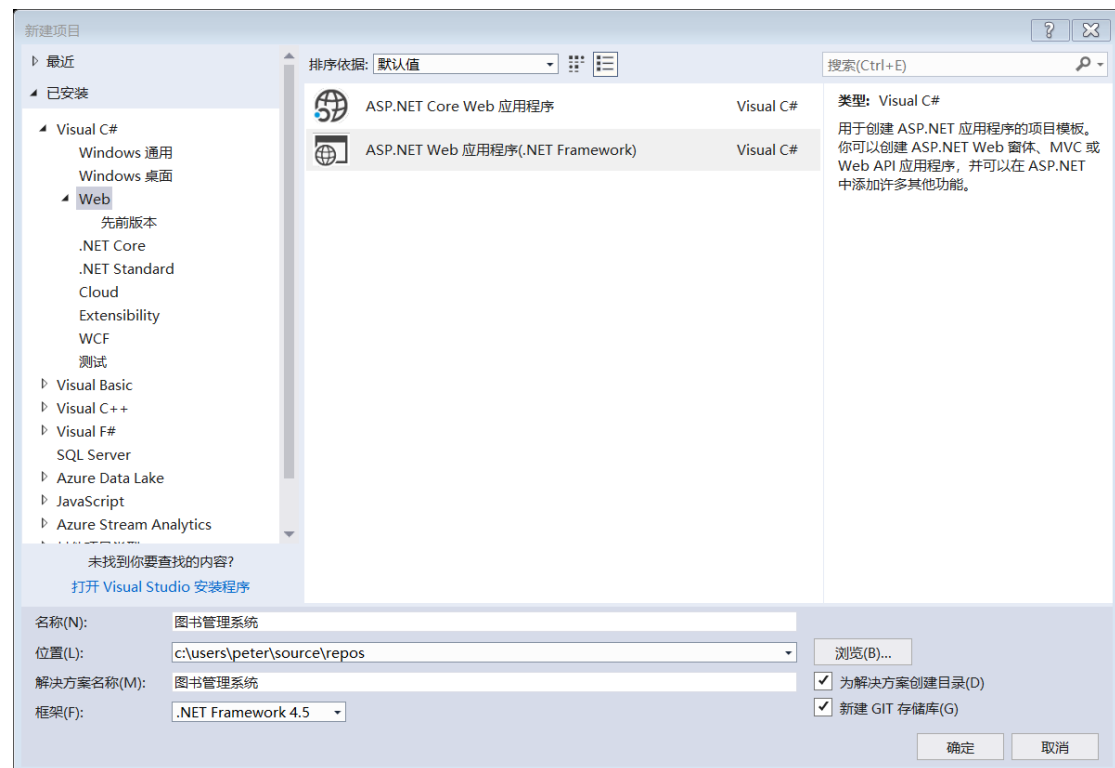 新建项目
最近
已安装
Visual C#
Windows 通用
Windows 桌面
Web
先前版本
.NET Core
.NET Standard
Cloud
Extensibility
WCF
测试
Visual Basic
Visual C++
Visual F#
SQL Server
Azure Data Lake
JavaScript
Azure Stream Analytics
未找到你要查找的内容?
打开 Visual Studio 安装程序
排序依据: 默认值
ASP.NET Core Web 应用程序 Visual C#
ASP.NET Web 应用程序(.NET Framework) Visual C#
搜索(Ctrl+E)
类型: Visual C#
用于创建 ASP.NET 应用程序的项目模板。
你可以创建 ASP.NET Web 窗体、MVC 或
Web API 应用程序，并可以在 ASP.NET
中添加许多其他功能。
名称(N): 图书管理系统
位置(L): c:\users\peter\source\repos 浏览(B)...
解决方案名称(M): 图书管理系统 为解决方案创建目录(D)
框架(F): .NET Framework 4.5 新建 GIT 存储库(G)
确定 取消